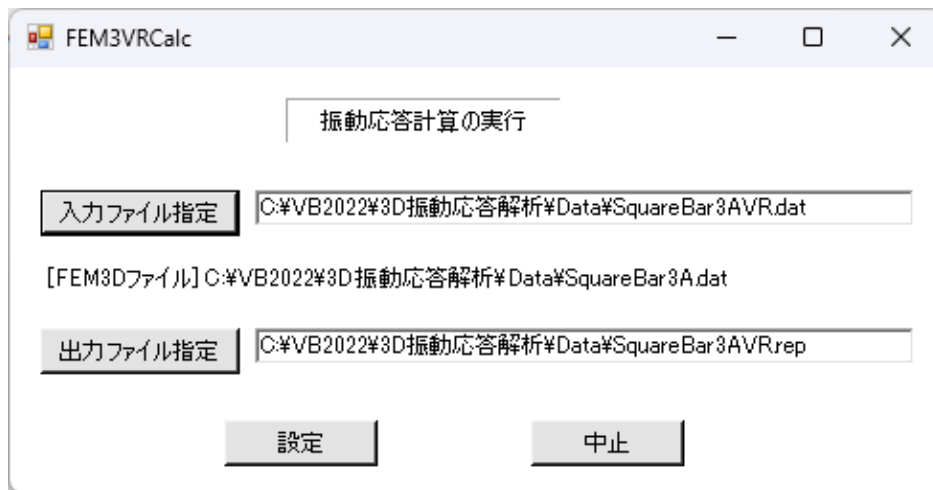 FEM3VRCalc
振動応答計算の実行
入力ファイル指定 C:¥VB2022¥3D振動応答解析¥Data¥SquareBar3AVR.dat
[FEM3Dファイル] C:¥VB2022¥3D振動応答解析¥Data¥SquareBar3A.dat
出力ファイル指定 C:¥VB2022¥3D振動応答解析¥Data¥SquareBar3AVR.rep
設定 中止